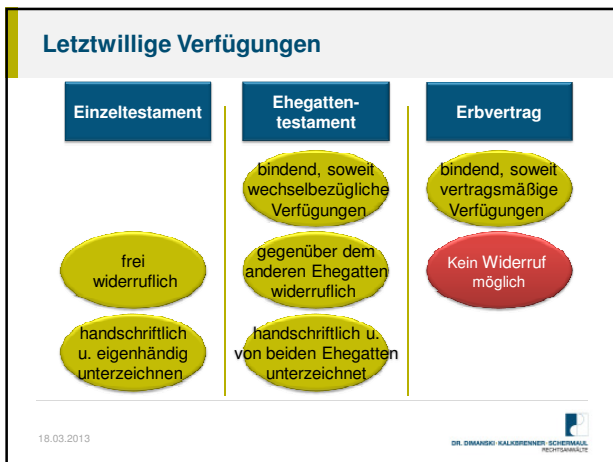 Letztwillige Verfügungen
Einzeltestament
Ehegatten-
testament
Erbvertrag
bindend, soweit
wechselbezügliche
Verfügungen
bindend, soweit
vertragsmäßige
Verfügungen
frei
widerruflich
gegenüber dem
anderen Ehegatten
widerruflich
Kein Widerruf
möglich
handschriftlich
u. eigenhändig
unterzeichnen
handschriftlich u.
von beiden Ehegatten
unterzeichnet
18.03.2013
DR. DIMANSKI·KALKBRENNER·SCHERMAUL
RECHTSANWÄLTE